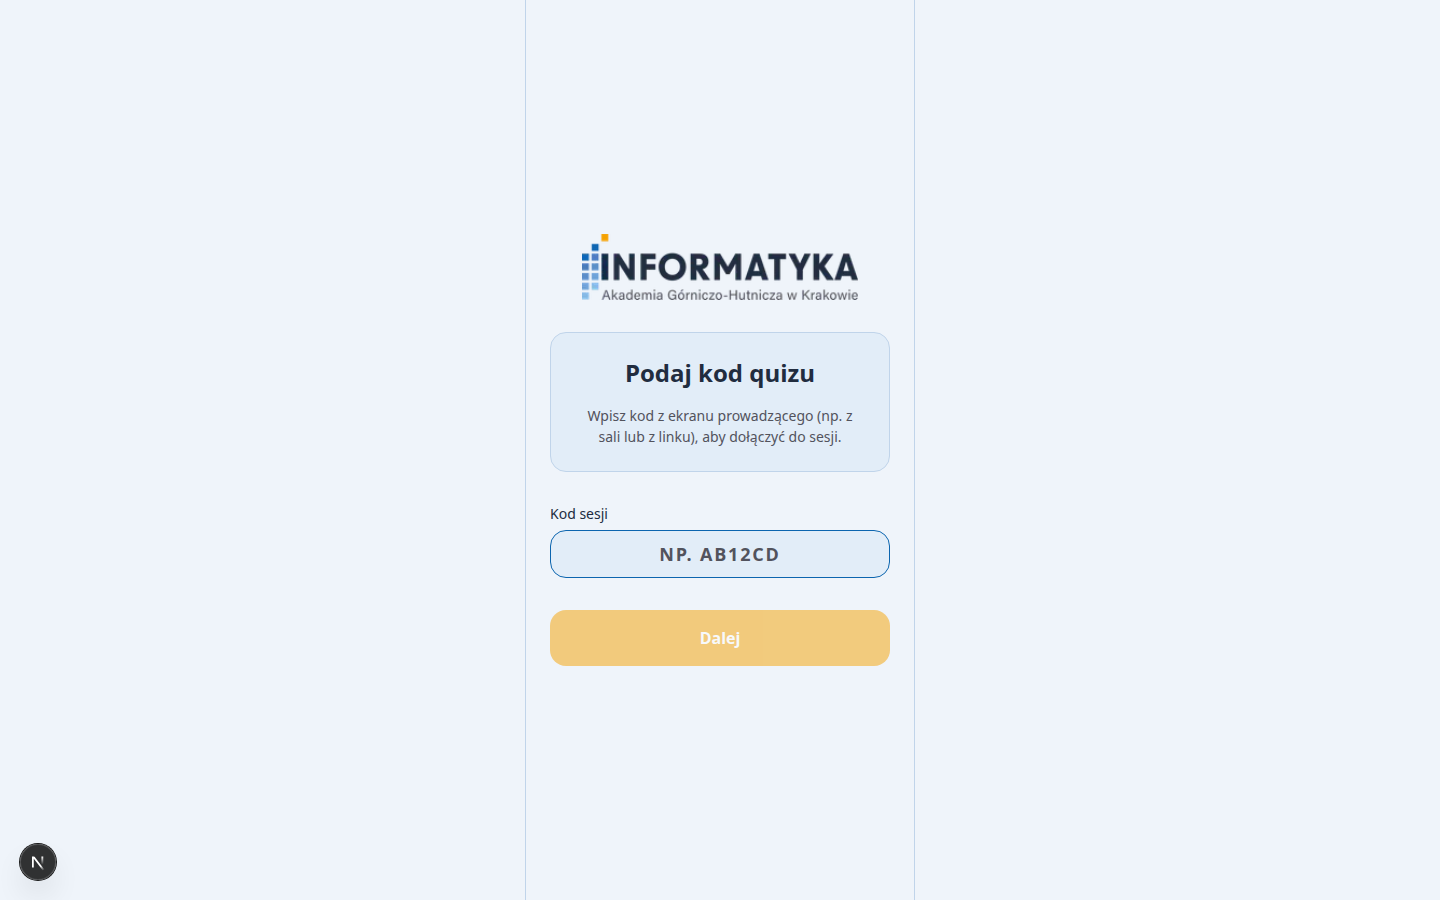 INFORMATYKA
Akademia Górniczo-Hutnicza w Krakowie
Podaj kod quizu
Wpisz kod z ekranu prowadzącego (np. z
sali lub z linku), aby dołączyć do sesji.
Kod sesji
NP. AB12CD
Dalej
N